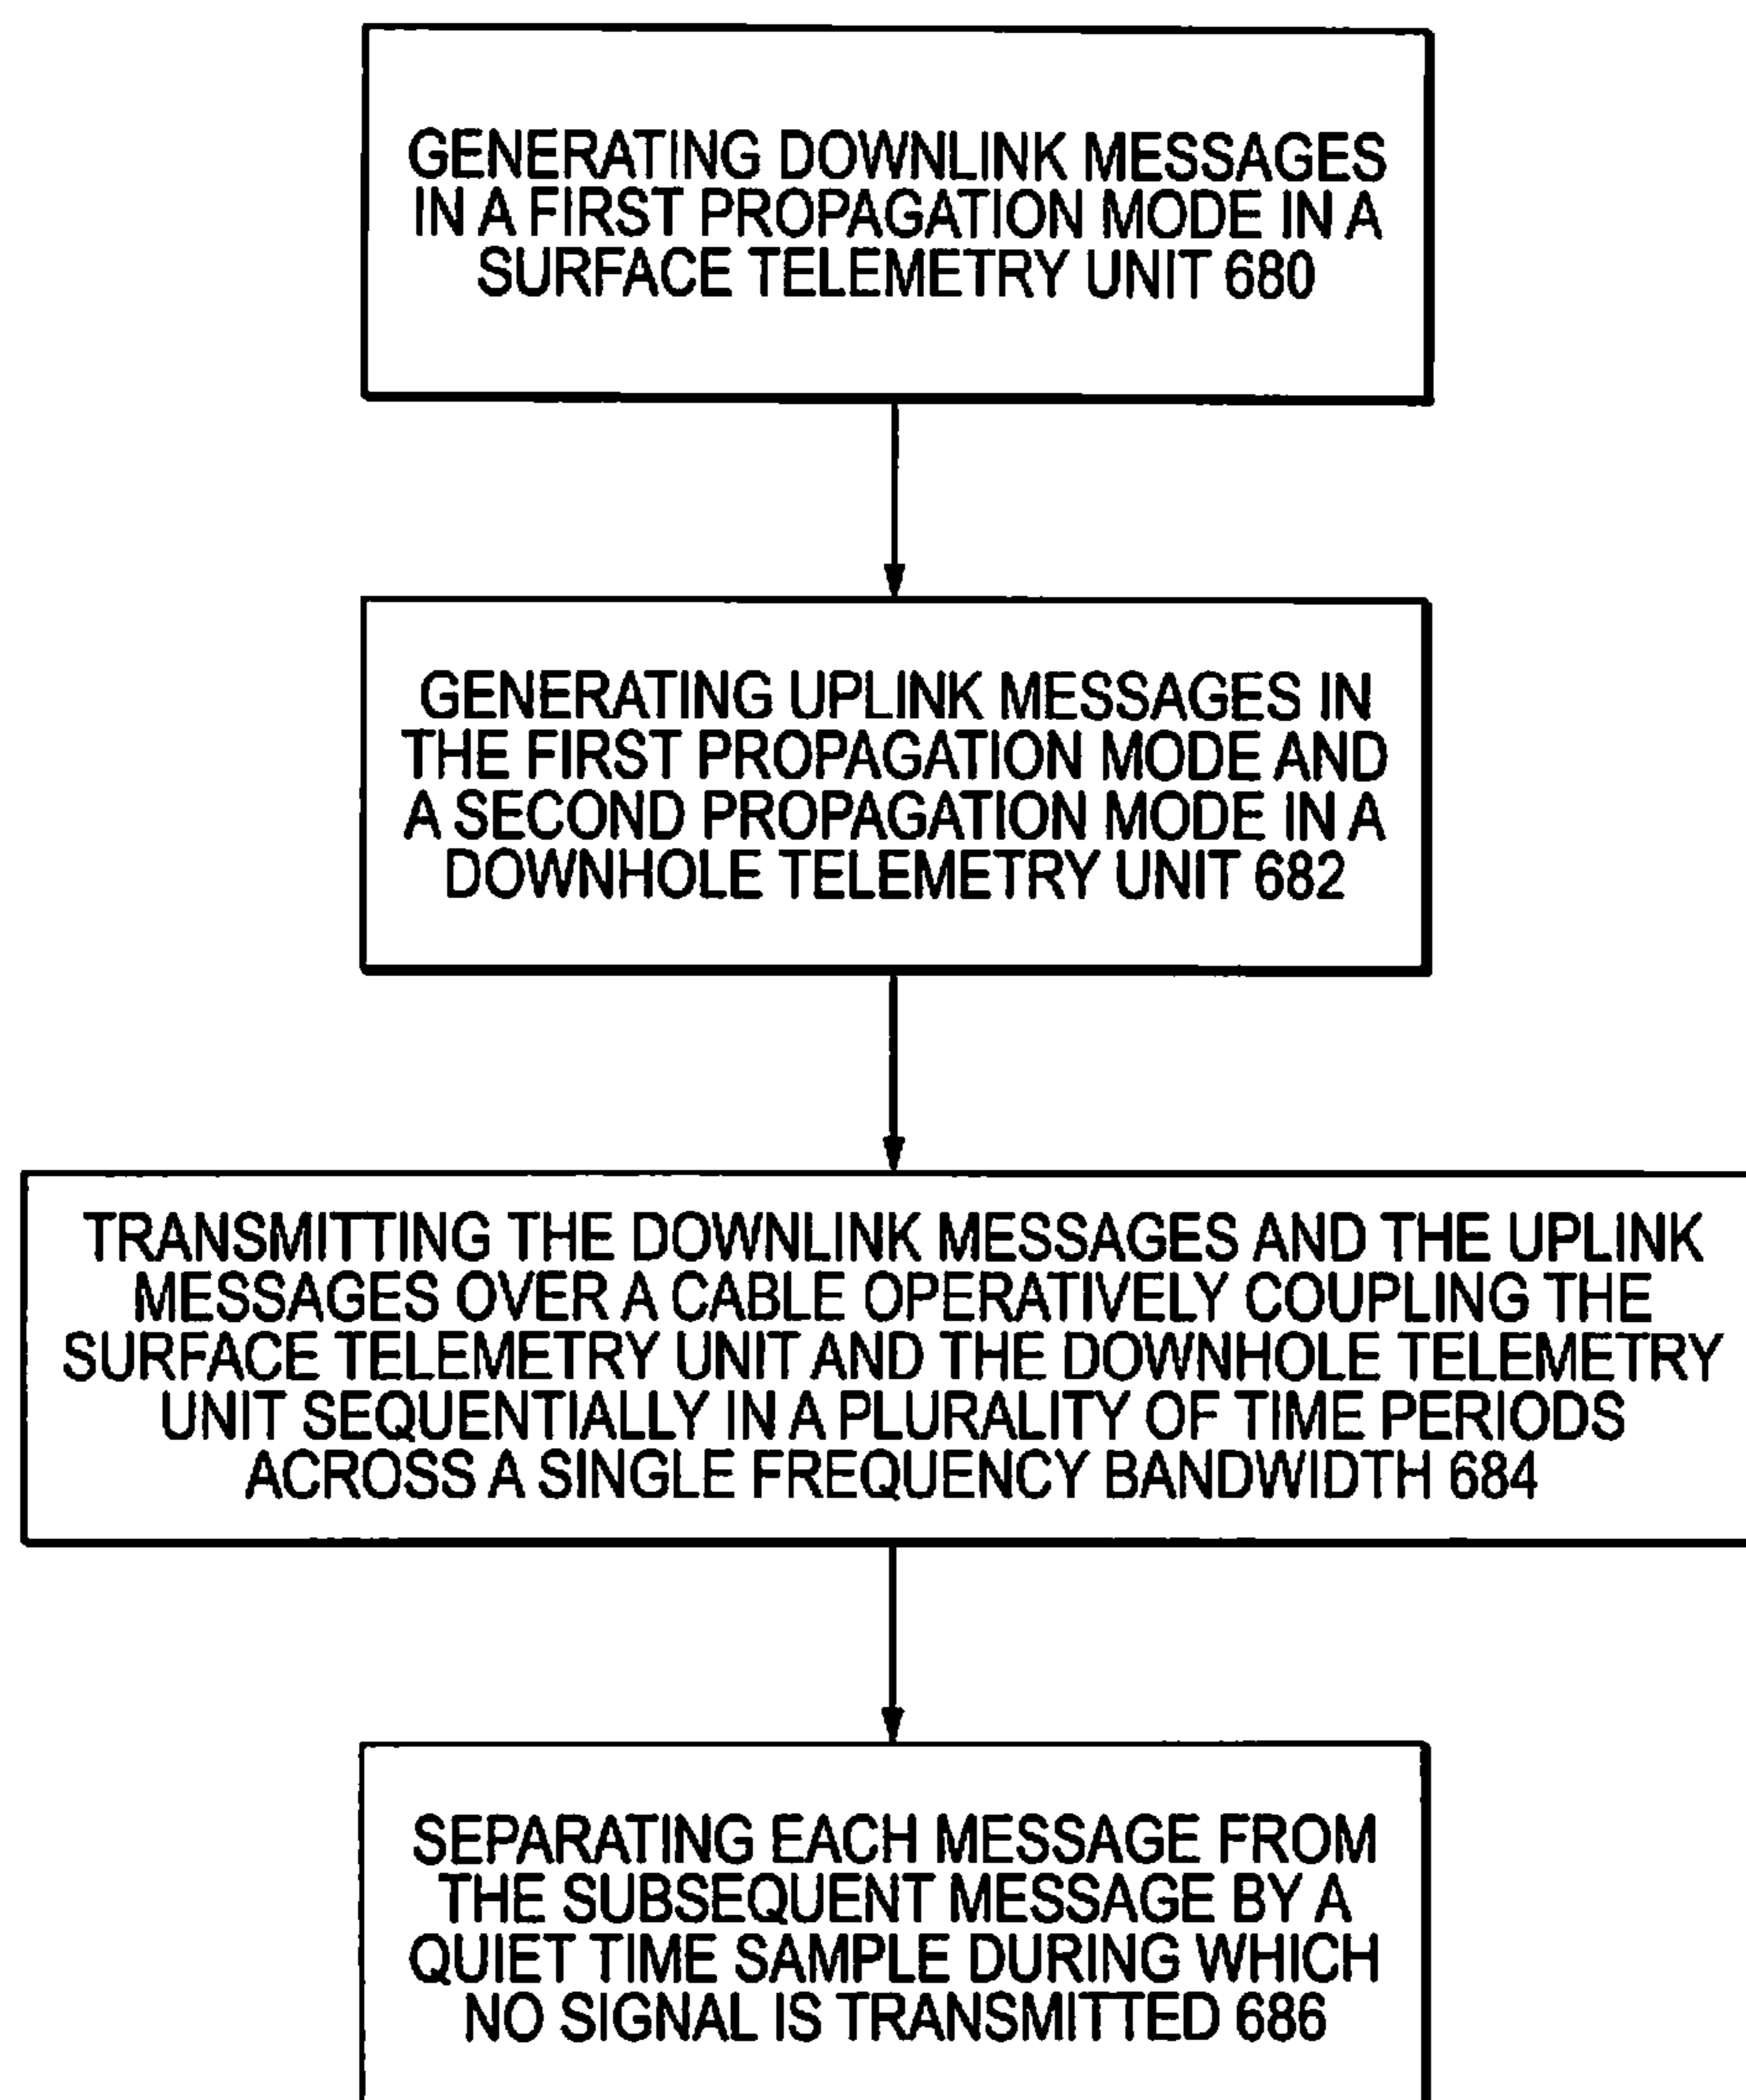 GENERATING DOWNLINK MESSAGES
IN A FIRST PROPAGATION MODE IN A
SURFACE TELEMETRY UNIT 680
GENERATING UPLINK MESSAGES IN
THE FIRST PROPAGATION MODE AND
A SECOND PROPAGATION MODE IN A
DOWNHOLE TELEMETRY UNIT 682
TRANSMITTING THE DOWNLINK MESSAGES AND THE UPLINK
MESSAGES OVER A CABLE OPERATIVELY COUPLING THE
SURFACE TELEMETRY UNIT AND THE DOWNHOLE TELEMETRY
UNIT SEQUENTIALLY IN A PLURALITY OF TIME PERIODS
ACROSS A SINGLE FREQUENCY BANDWIDTH 684
SEPARATING EACH MESSAGE FROM
THE SUBSEQUENT MESSAGE BY A
QUIET TIME SAMPLE DURING WHICH
NO SIGNAL IS TRANSMITTED 686